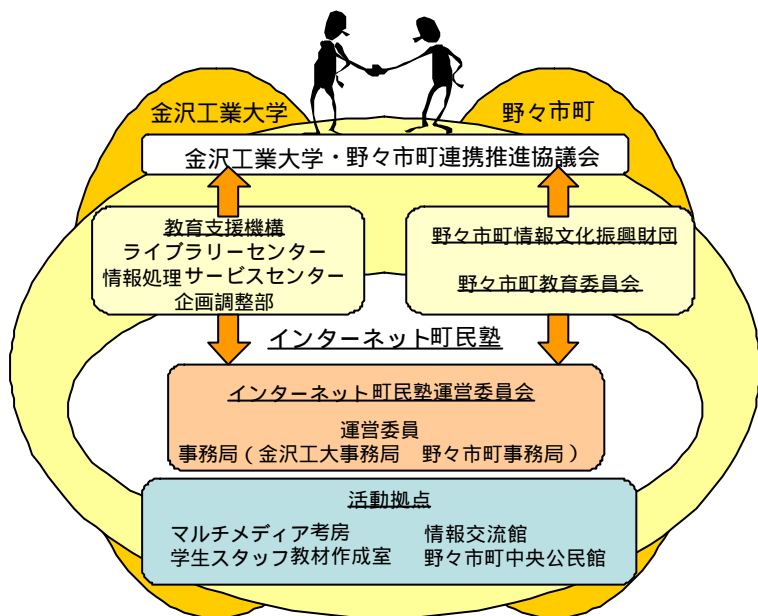 金沢工業大学
野々市町
金沢工業大学・野々市町連携推進協議会
教育支援機構
ライブラリーセンター
情報処理サービスセンター
企画調整部
野々市町情報文化振興財団
野々市町教育委員会
インターネット町民塾
インターネット町民塾運営委員会
運営委員
事務局(金沢工大事務局 野々市町事務局)
活動拠点
マルチメディア考房 情報交流館
学生スタッフ教材作成室 野々市町中央公民館